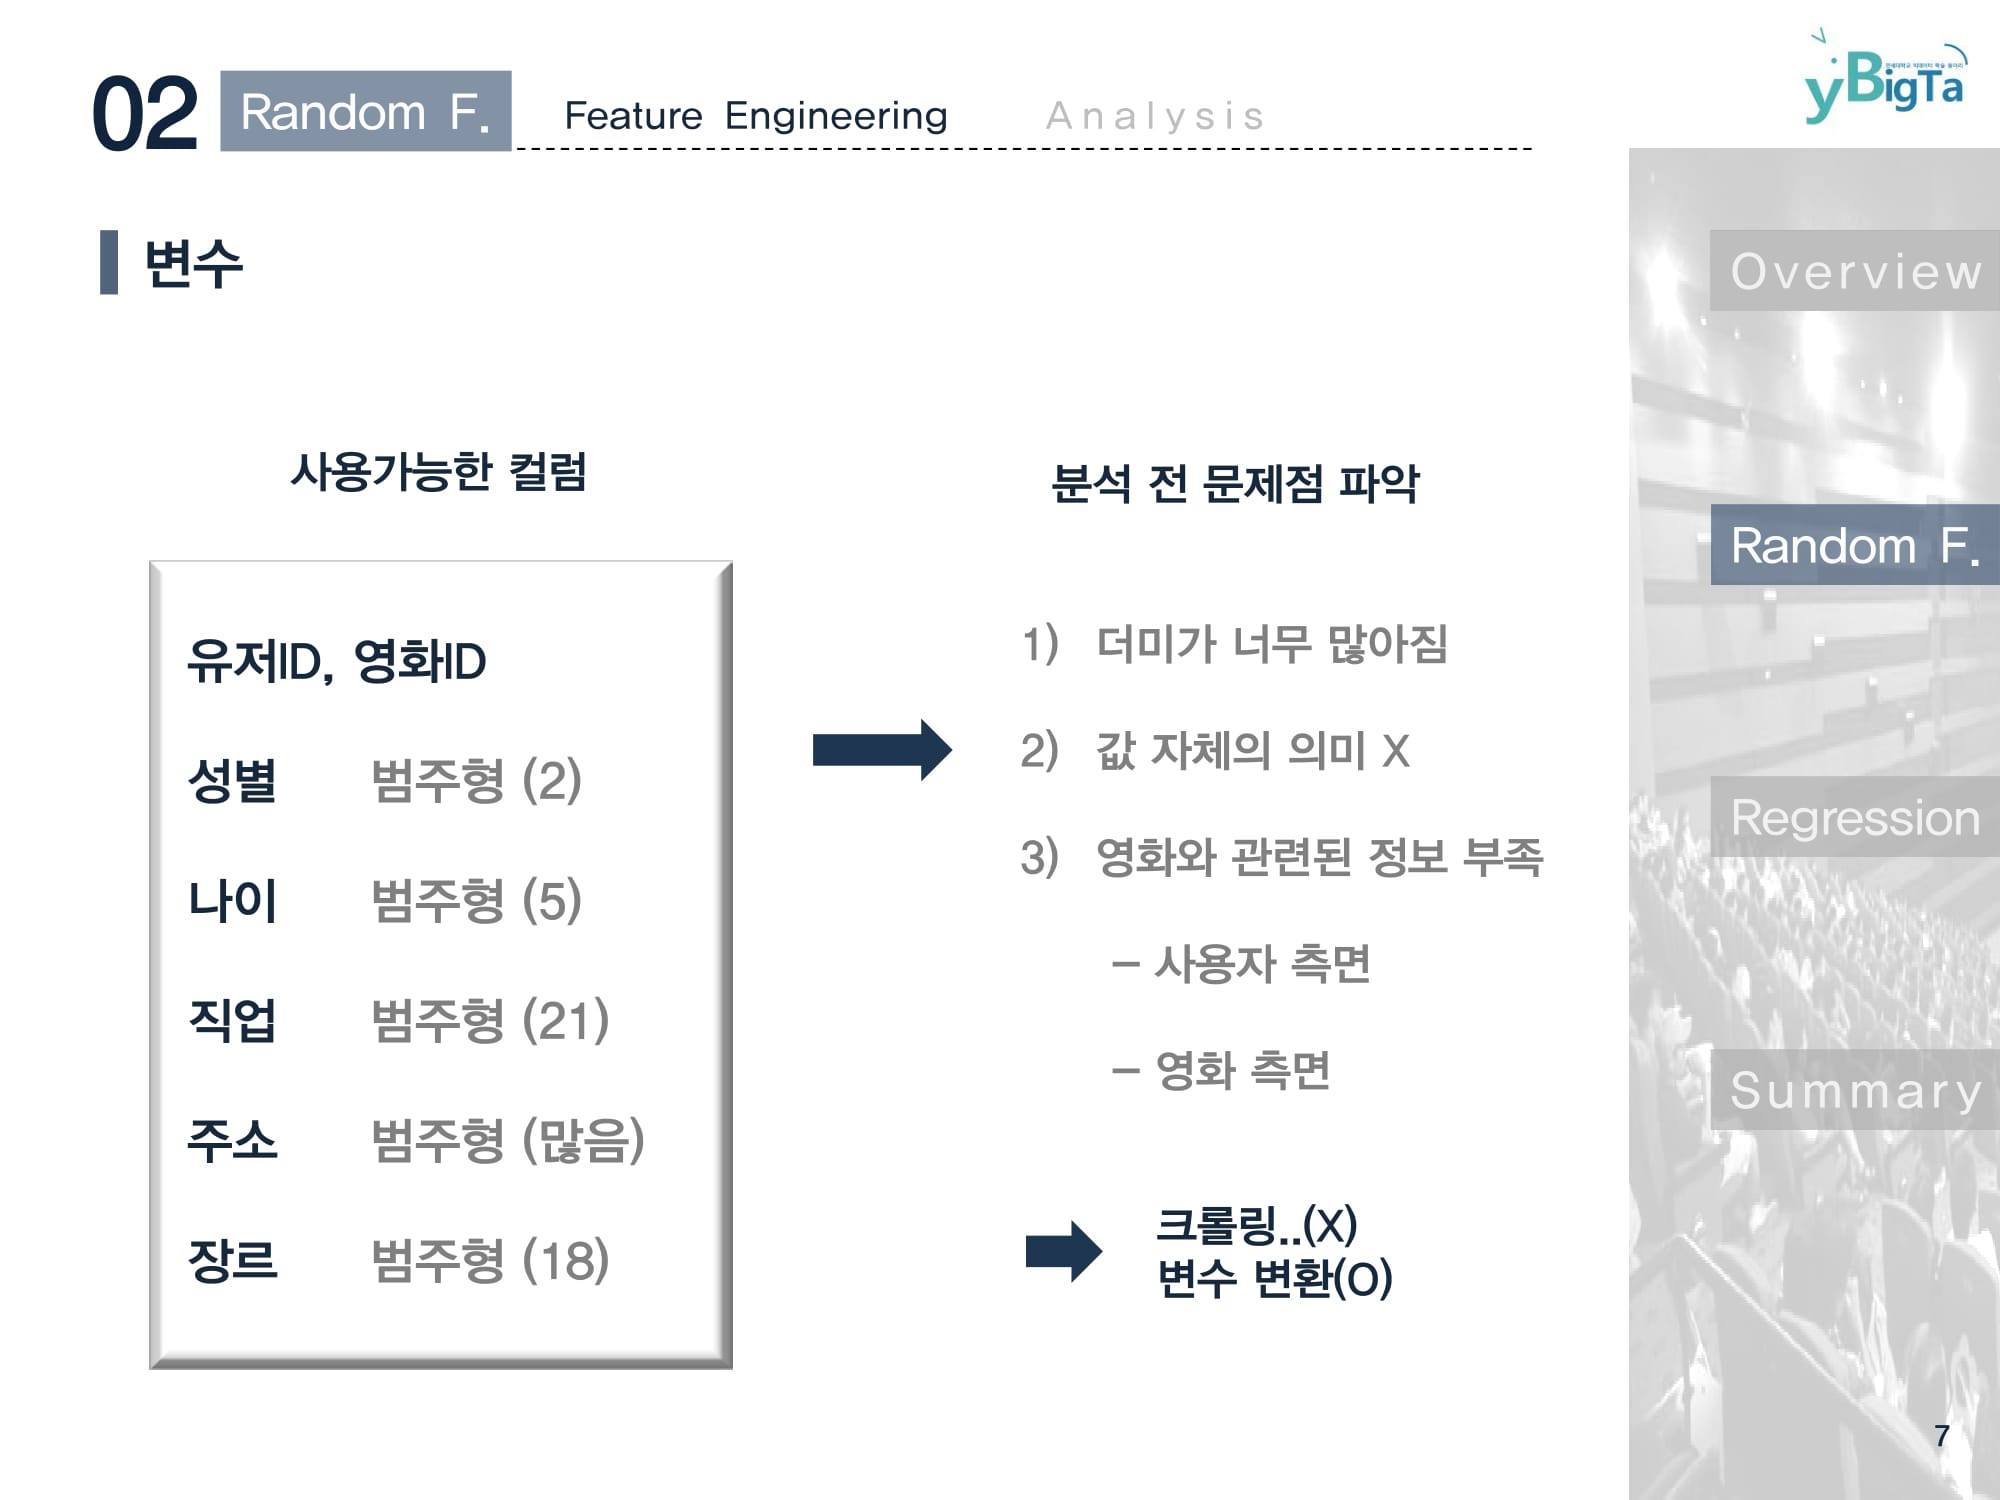 02 Random F. Feature Engineering Analysis
yBigTa
변수
사용가능한 컬럼
유저ID, 영화ID
성별 범주형 (2)
나이 범주형 (5)
직업 범주형 (21)
주소 범주형 (많음)
장르 범주형 (18)
분석 전 문제점 파악
1) 더미가 너무 많아짐
2) 값 자체의 의미 X
3) 영화와 관련된 정보 부족
- 사용자 측면
- 영화 측면
크롤링..(X)
변수 변환(O)
Overview
Random F.
Regression
Summary
7